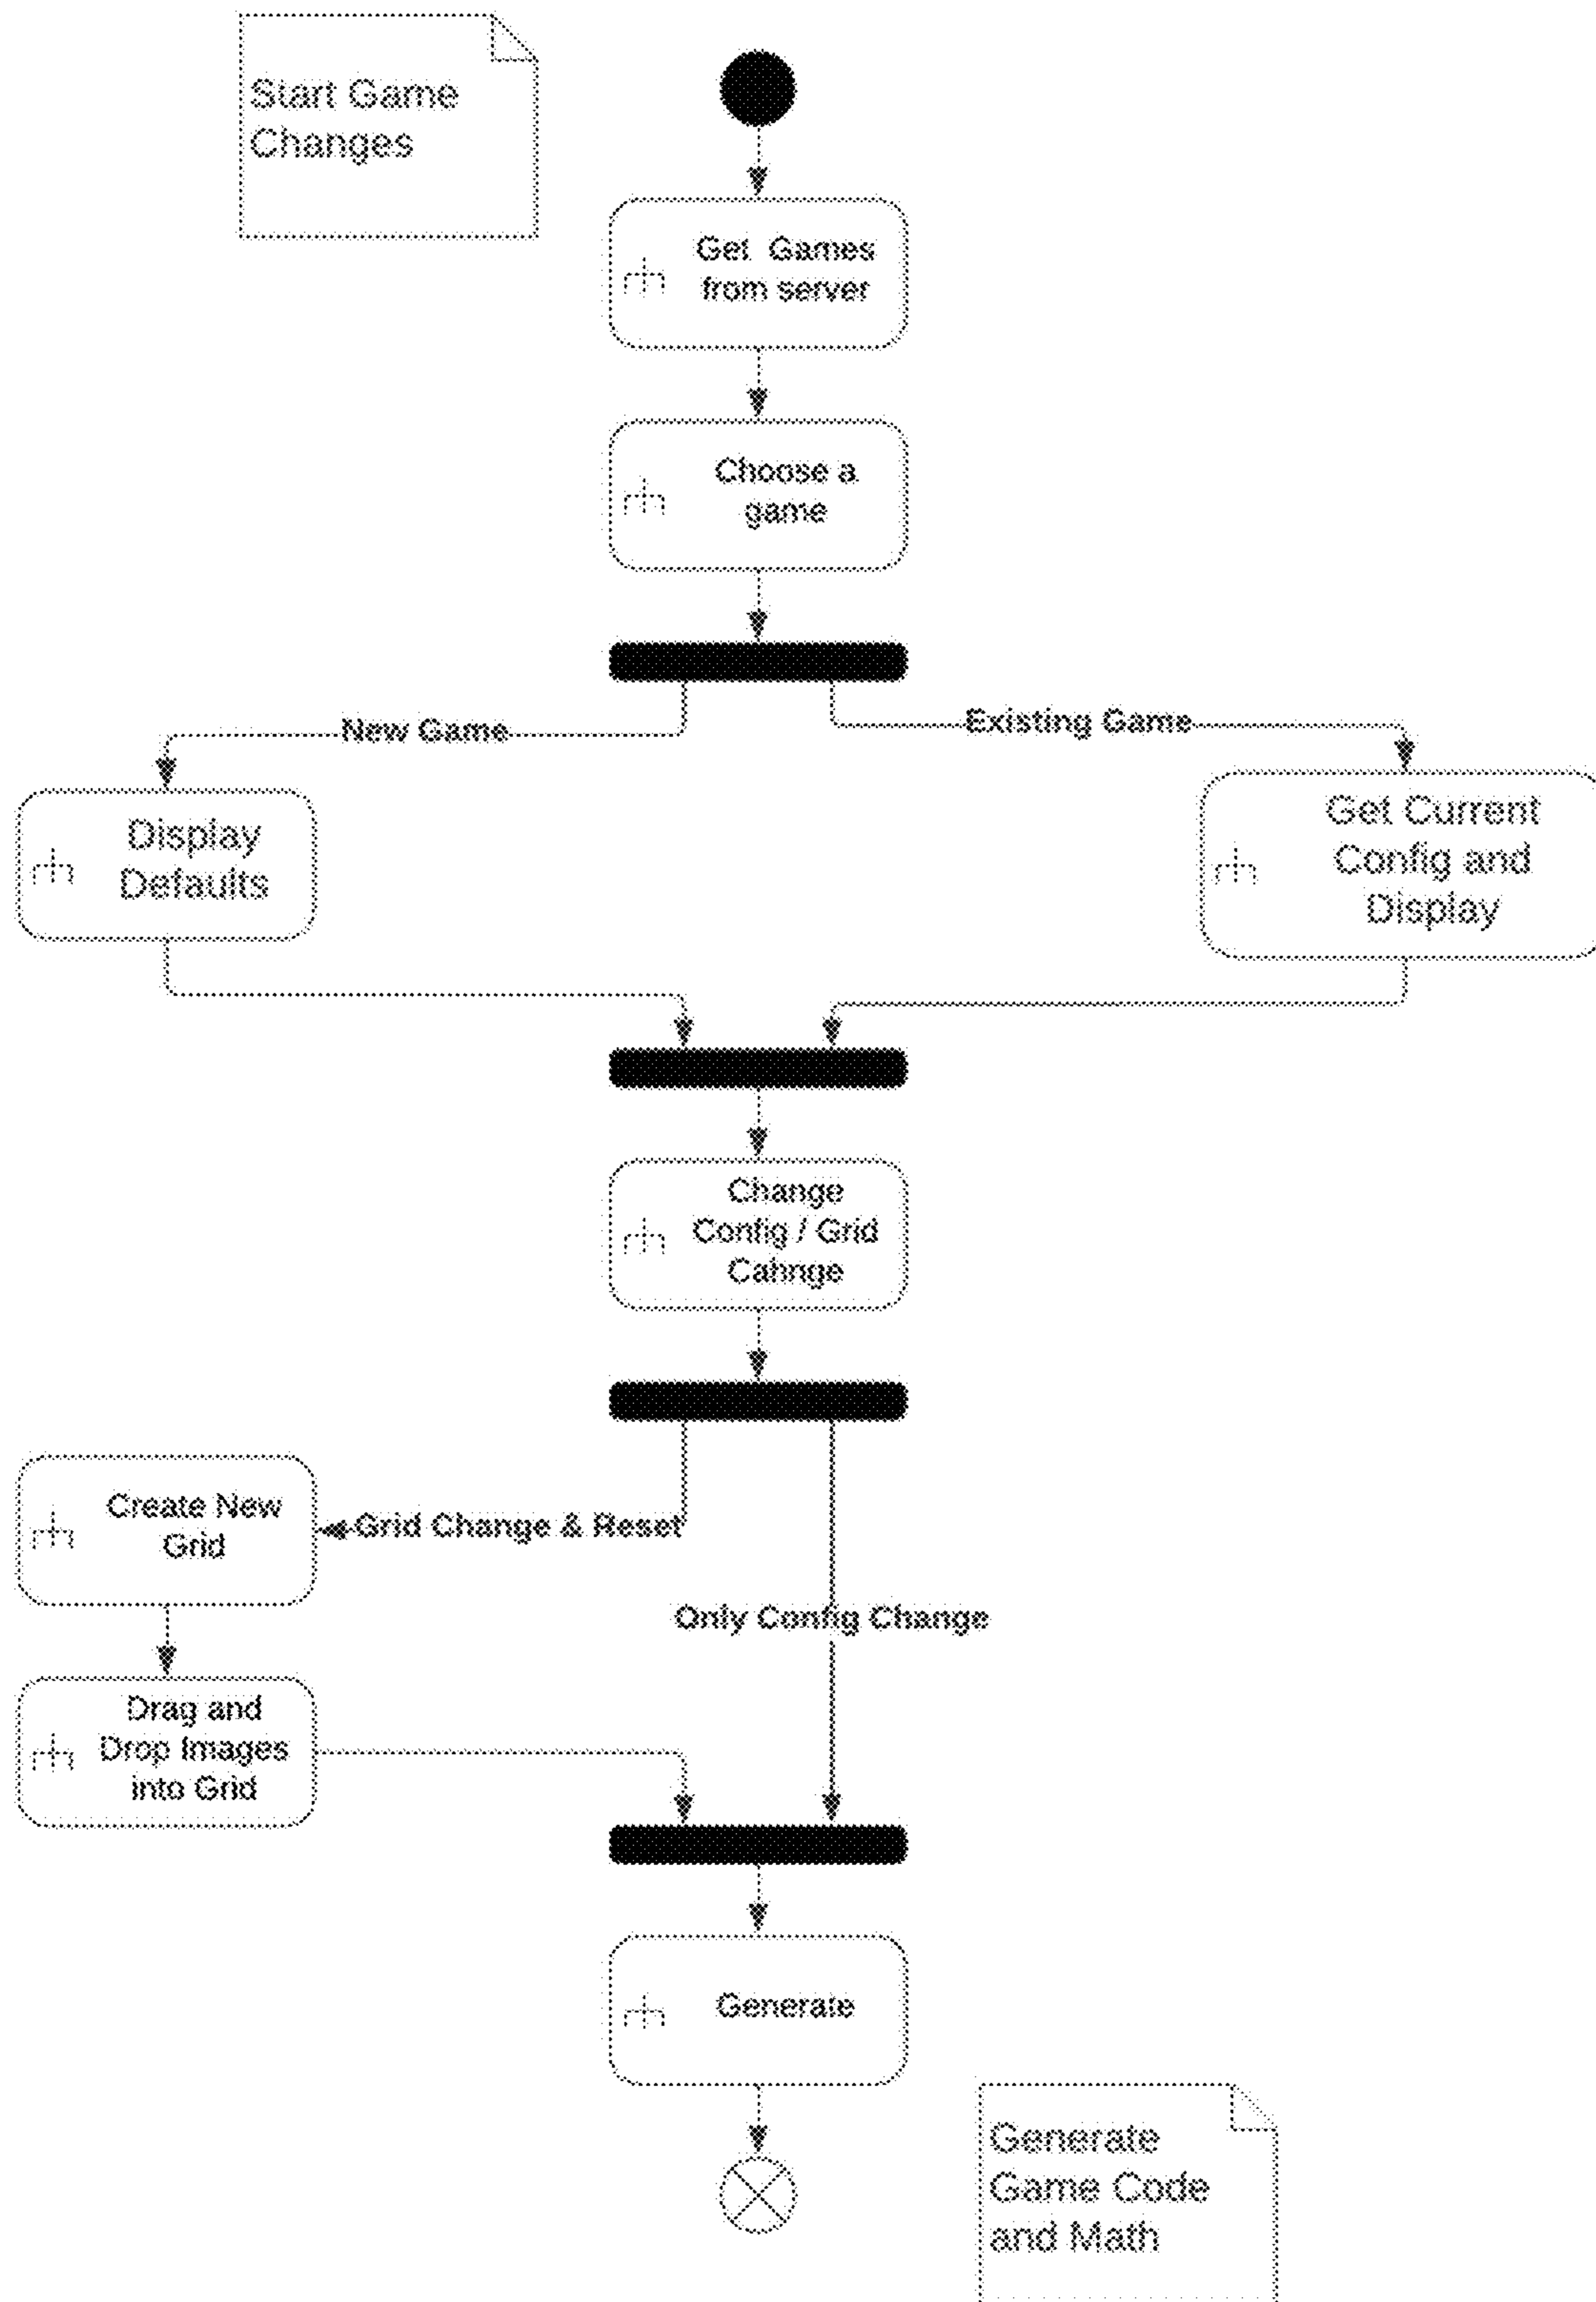 Start Game
Changes
Get Games
from server
Choose a
game
New Game
Existing Game
Display
Defaults
Get Current
Config and
Display
Change
Config / Grid
Cahnge
Create New
Grid
Grid Change & Reset
Only Config Change
Drag and
Drop Images
into Grid
Generate
Generate
Game Code
and Math